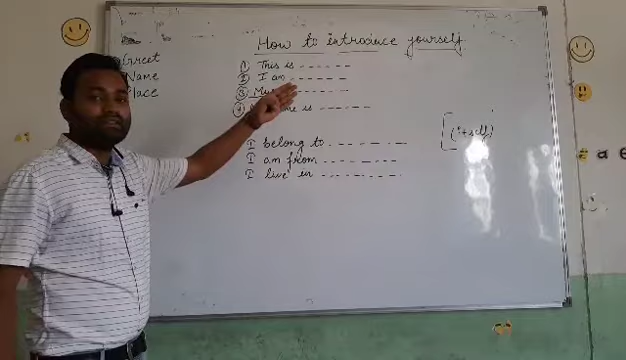 How to introduce yourself
Greet
Name
Place
① This is ------
② I am ------
③ My
④ is ------
I belong to --------
I am from --------
I live in --------
self)
a e